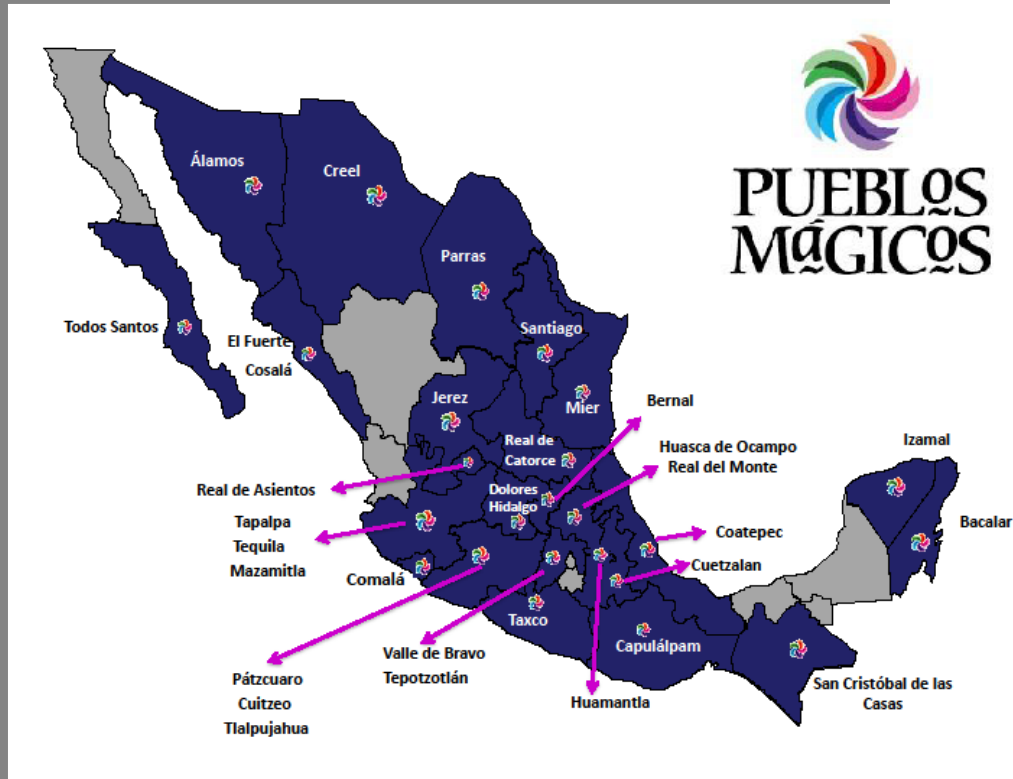 PUEBLOS
MáGICOS
Álamos
Creel
Parras
Todos Santos
El Fuerte
Cosalá
Santiago
Jerez
Mier
Bernal
Real de
Catorce
Huasca de Ocampo
Real del Monte
Izamal
Real de Asientos
Dolores
Hidalgo
Tapalpa
Tequila
Mazamitla
Bacalar
Coatepec
Cuetzalan
Comalá
Taxco
Capulálpam
Valle de Bravo
Tepotzotlán
Pátzcuaro
Cuitzeo
Tlalpujahua
Huamantla
San Cristóbal de las
Casas